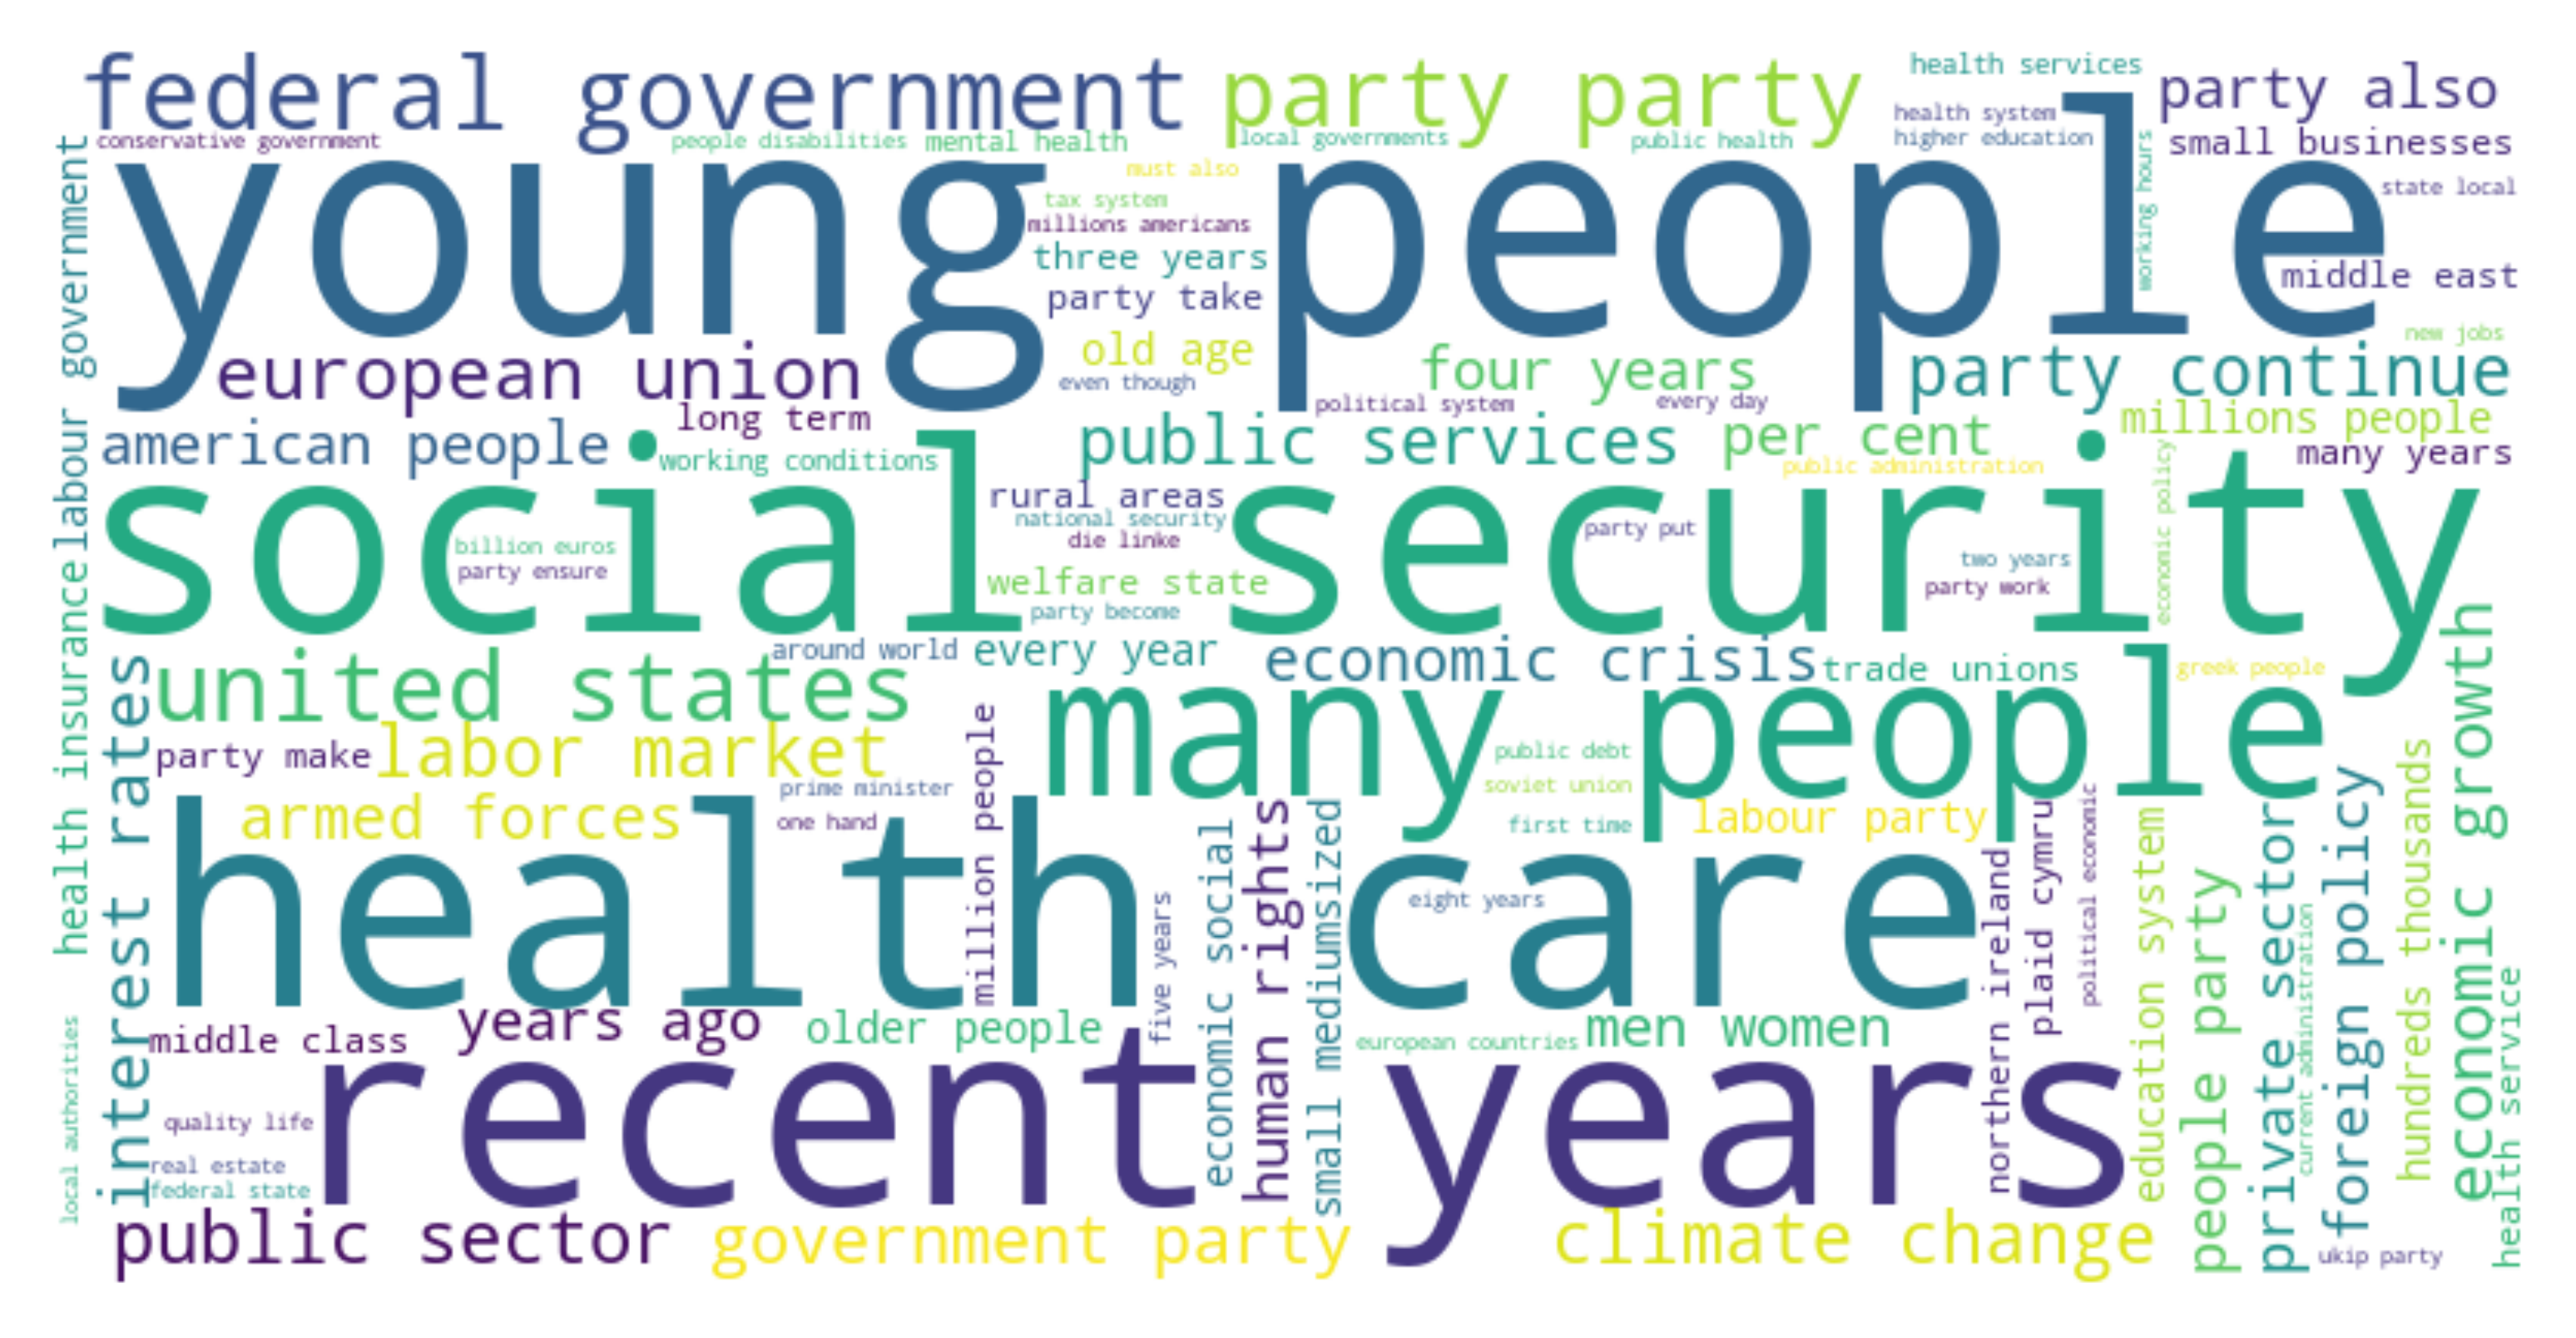 federal government
party party
health services
party also
health system
conservative government
people disabilities
mental health
local governments
public health
higher education
small businesses
must also
state local
young people
tax system
millions americans
three years
party take
working hours
middle east
old age
new jobs
european union
even though
four years
party continue
long term
political system
every day
millions people
american people
working conditions
public services
per cent
many years
public administration
social security
rural areas
national security
die linke
party put
billion euros
party ensure
two years
welfare state
party work
party become
economic policy
labour government
health insurance
around world
every year
economic crisis
trade unions
greek people
united states
many people
labor market
party make
public debt
soviet union
prime minister
armed forces
one hand
first time
labour party
million people
health care
eight years
interest rates
five years
economic social
human rights
small mediumsized
northern ireland
plaid cymru
political economic
education system
people party
private sector
current administration
foreign policy
hundreds thousands
economic growth
health service
years ago
older people
men women
middle class
european countries
recent years
local authorities
quality life
real estate
federal state
public sector
government party
climate change
ukip party